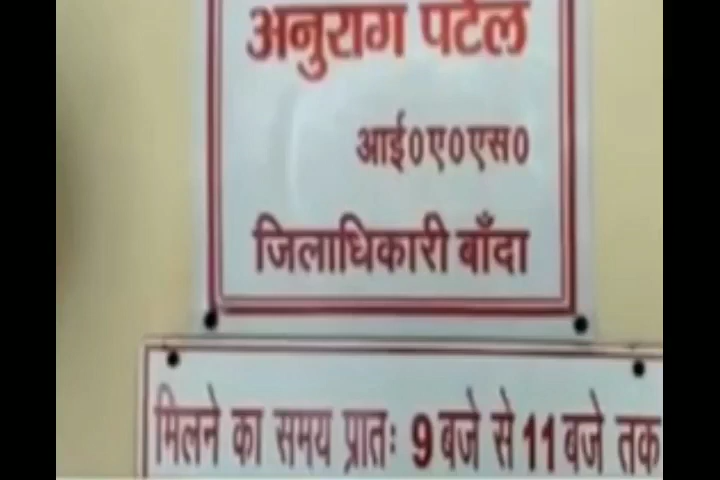 अनुराग पटेल
आई०ए०एस०
जिलाधिकारी बाँदा
मिलने का समय प्रातः 9 बजे से 11 बजे तक